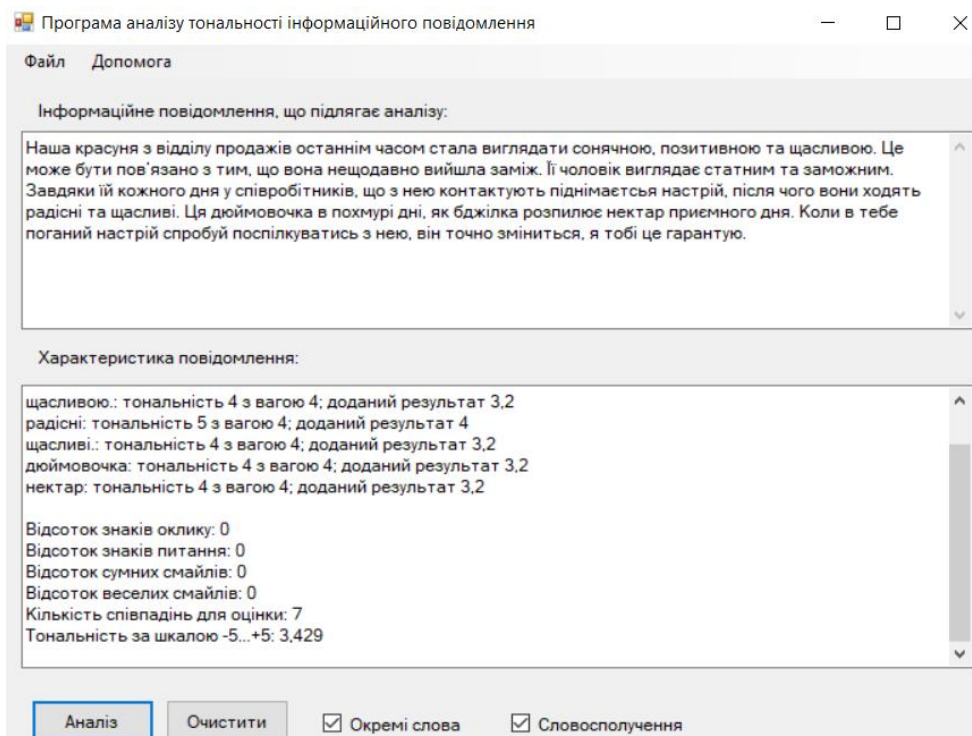 Програма аналізу тональності інформаційного повідомлення
Файл Допомога
Інформаційне повідомлення, що підлягає аналізу:
Наша красуня з відділу продажів останнім часом стала виглядати сонячною, позитивною та щасливою. Це
може бути пов'язано з тим, що вона нещодавно вийшла заміж. Її чоловік виглядає статним та заможним.
Завдяки їй кожного дня у співробітників, що з нею контактують піднімаєтсья настрій, після чого вони ходять
радісні та щасливі. Ця дюймовочка в похмурі дні, як бджілка розпилює нектар приємного дня. Коли в тебе
поганий настрій спробуй поспілкуватись з нею, він точно зміниться, я тобі це гарантую.
Характеристика повідомлення:
щасливою.: тональність 4 з вагою 4; доданий результат 3,2
радісні: тональність 5 з вагою 4; доданий результат 4
щасливі.: тональність 4 з вагою 4; доданий результат 3,2
дюймовочка: тональність 4 з вагою 4; доданий результат 3,2
нектар: тональність 4 з вагою 4; доданий результат 3,2
Відсоток знаків оклику: 0
Відсоток знаків питання: 0
Відсоток сумних смайлів: 0
Відсоток веселих смайлів: 0
Кількість співпадінь для оцінки: 7
Тональність за шкалою -5...+5: 3,429
Аналіз Очистити Окремі слова Словосполучення